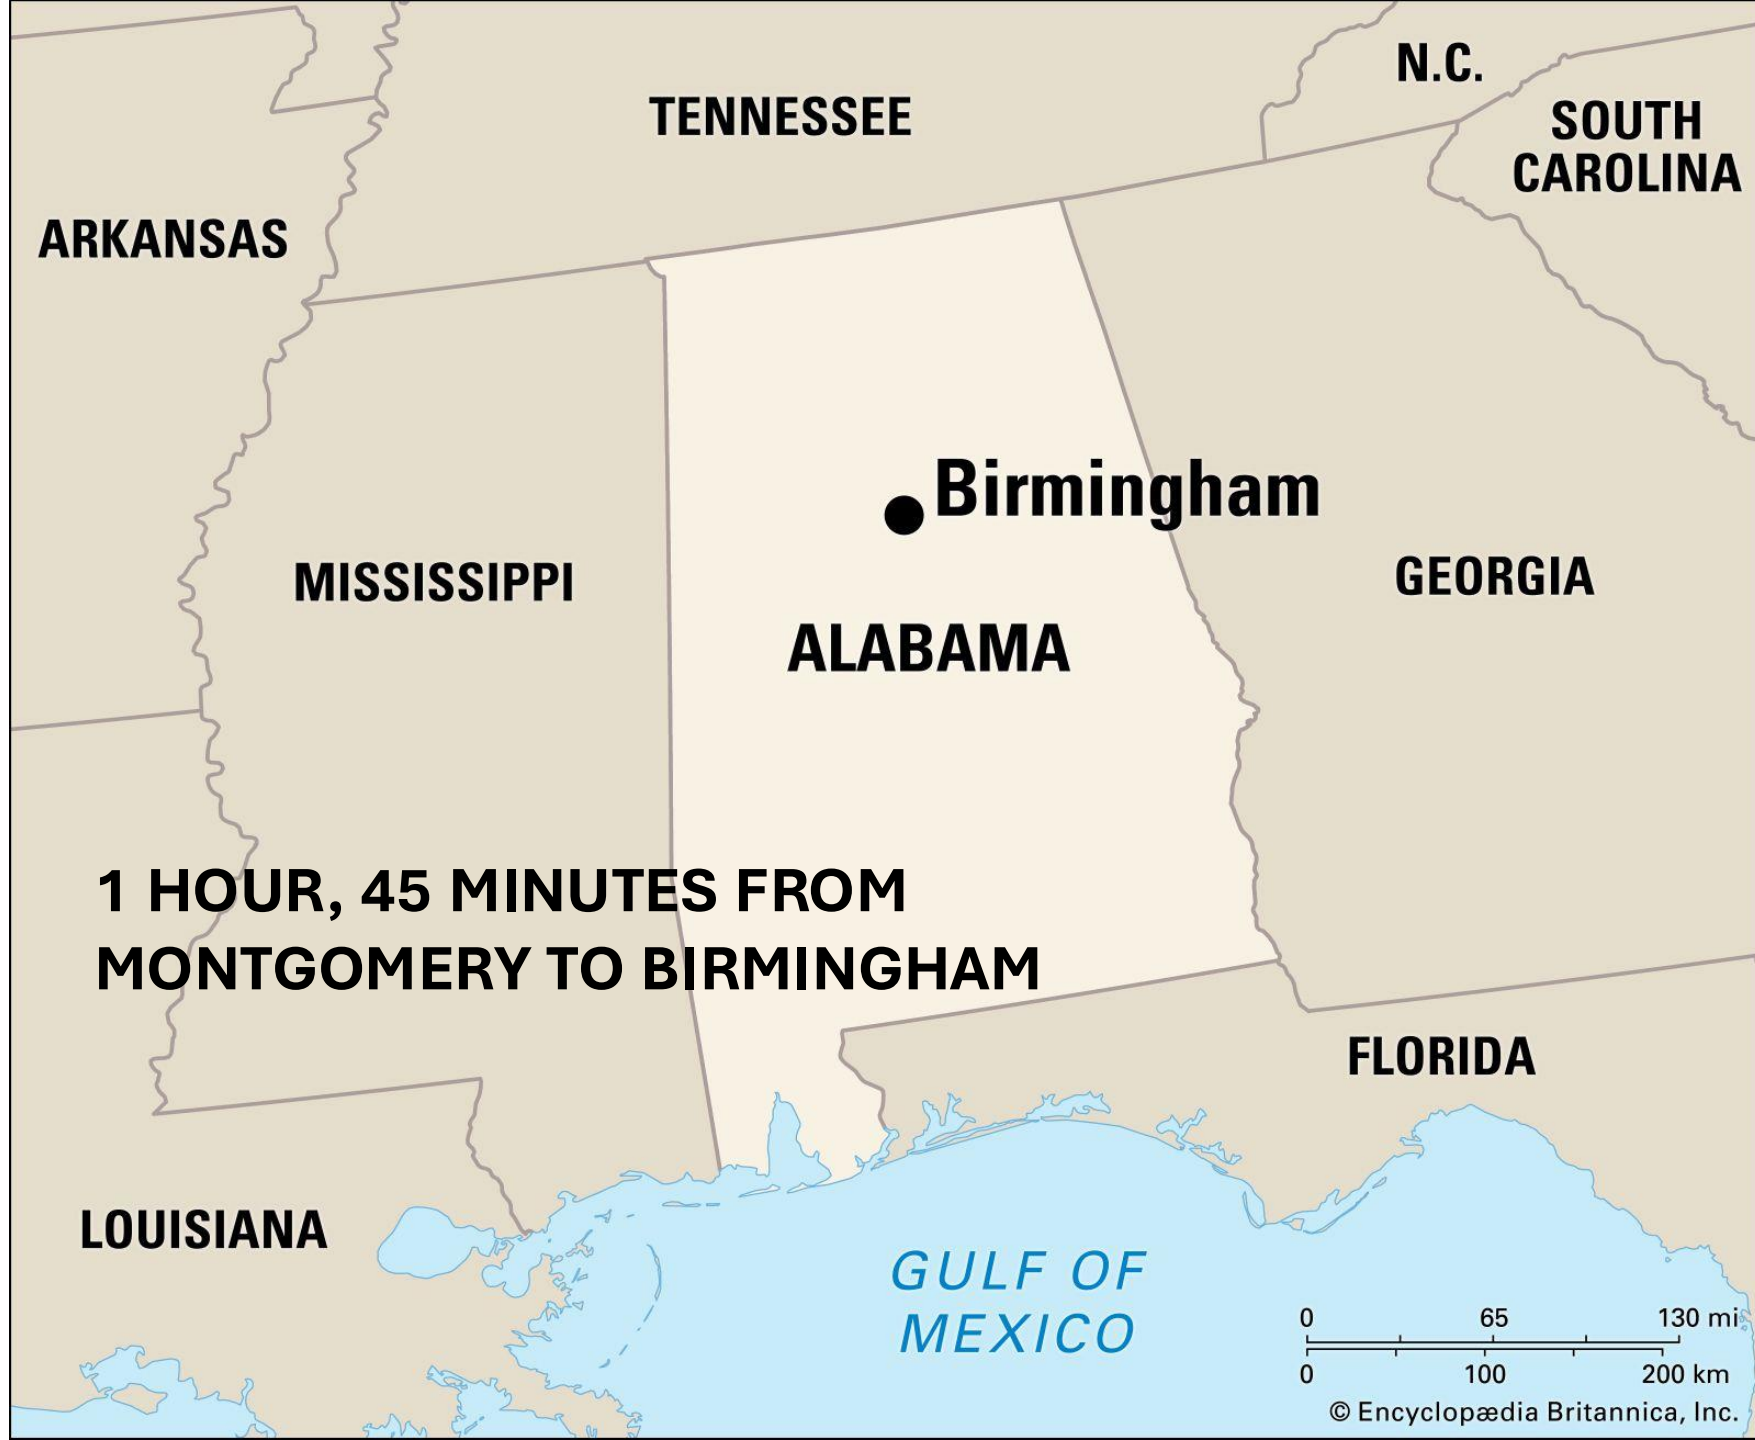 N.C.
TENNESSEE
SOUTH
CAROLINA
ARKANSAS
Birmingham
MISSISSIPPI
GEORGIA
ALABAMA
1 HOUR, 45 MINUTES FROM
MONTGOMERY TO BIRMINGHAM
FLORIDA
LOUISIANA
GULF OF
MEXICO
0 65 130 mi
0 100 200 km
© Encyclopædia Britannica, Inc.